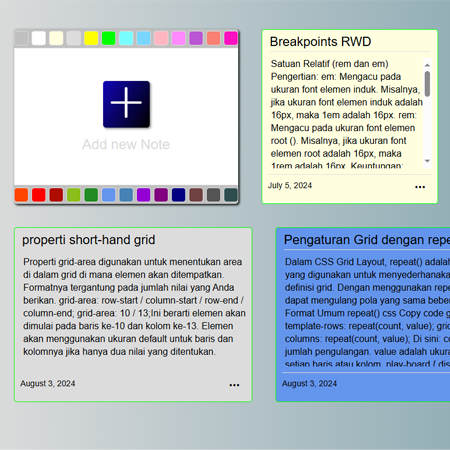 Add new Note
Breakpoints RWD
Satuan Relatif (rem dan em)
Pengertian: em: Mengacu pada
ukuran font elemen induk. Misalnya,
jika ukuran font elemen induk adalah
16px, maka 1em adalah 16px. rem:
Mengacu pada ukuran font elemen
root (). Misalnya, jika ukuran font
elemen root adalah 16px, maka
1rem adalah 16px. Keuntungan:
July 5, 2024
properti short-hand grid
Properti grid-area digunakan untuk menentukan area
di dalam grid di mana elemen akan ditempatkan.
Formatnya tergantung pada jumlah nilai yang Anda
berikan. grid-area: row-start / column-start / row-end /
column-end; grid-area: 10 / 13;Ini berarti elemen akan
dimulai pada baris ke-10 dan kolom ke-13. Elemen
akan menggunakan ukuran default untuk baris dan
kolomnya jika hanya dua nilai yang ditentukan.
August 3, 2024
Pengaturan Grid dengan repe
Dalam CSS Grid Layout, repeat() adalah
yang digunakan untuk menyederhanaka
definisi grid. Dengan menggunakan repe
dapat mengulang pola yang sama beber
Format Umum repeat() css Copy code g
template-rows: repeat(count, value); grid
columns: repeat(count, value); Di sini: co
jumlah pengulangan. value adalah ukura
setiap baris atau kolom. play-board { dis
August 3, 2024